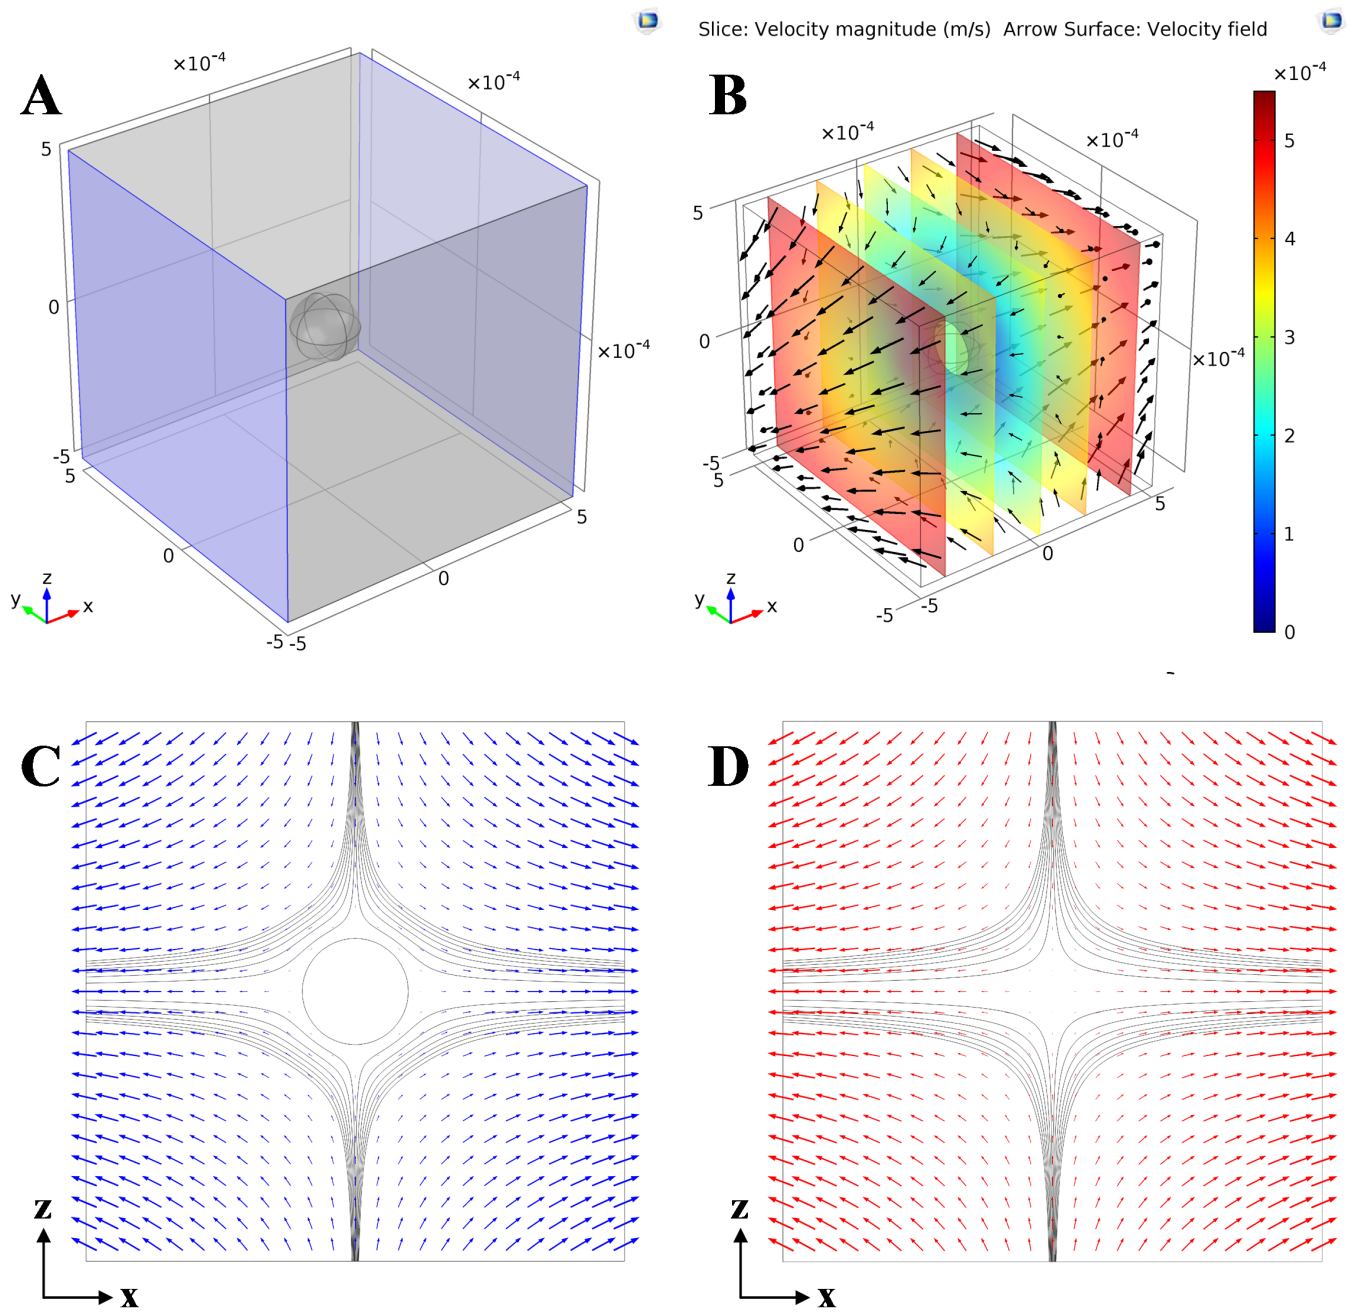 A
×10⁻⁴
×10⁻⁴
5
0
×10⁻⁴
-5
5
0
5
0
-5
-5
z
y
x
Slice: Velocity magnitude (m/s) Arrow Surface: Velocity field
B
×10⁻⁴
×10⁻⁴
×10⁻⁴
5
5
4
0
×10⁻⁴
3
-5
5
2
5
0
0
1
-5
-5
0
z
y
x
C
D
z
x
z
x